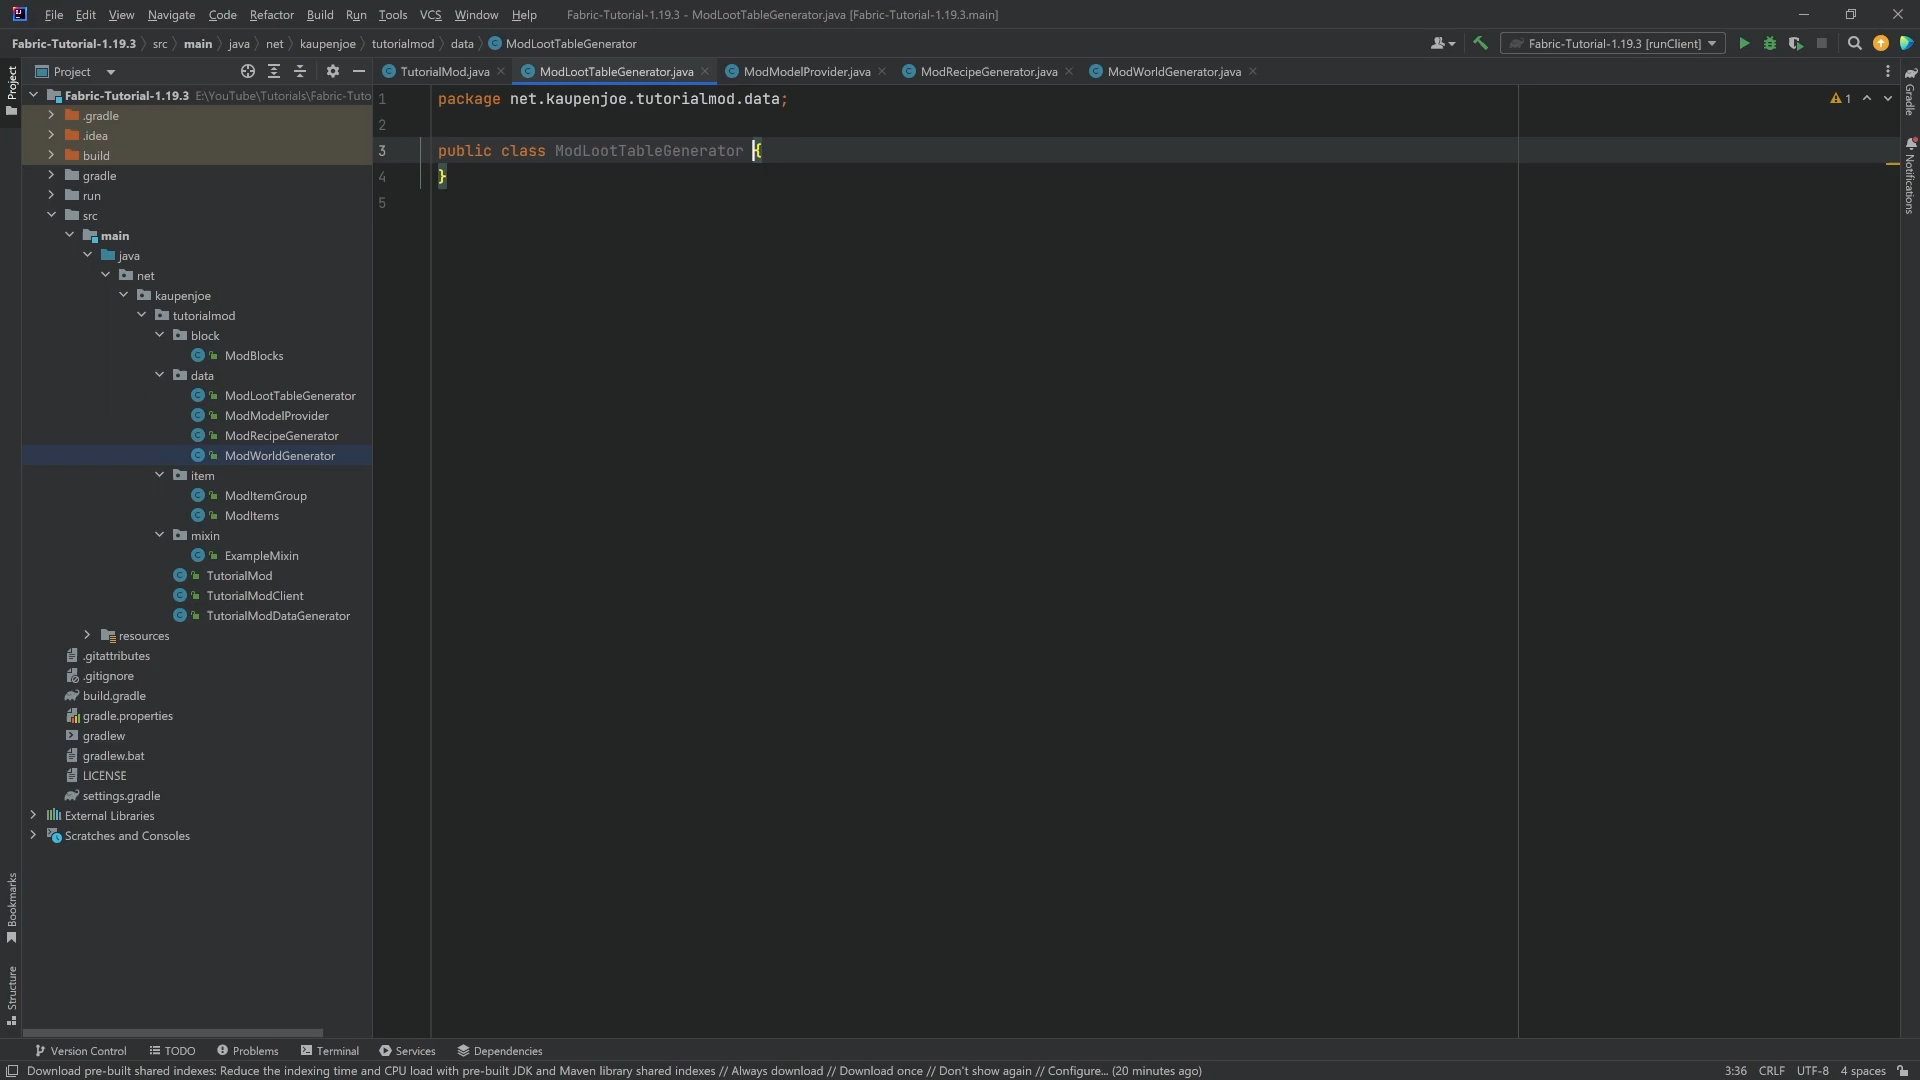 File Edit View Navigate Code Refactor Build Run Tools VCS Window Help Fabric-Tutorial-1.19.3 - ModLootTableGenerator.java [Fabric-Tutorial-1.19.3.main]
Fabric-Tutorial-1.19.3 src main java net kaupenjoe tutorialmod data ModLootTableGenerator Fabric-Tutorial-1.19.3 [runClient]
Project
Project
TutorialMod.java ModLootTableGenerator.java ModModelProvider.java ModRecipeGenerator.java ModWorldGenerator.java
Gradle
Notifications
Fabric-Tutorial-1.19.3 E:\YouTube\Tutorials\Fabric-Tuto
.gradle
.idea
build
gradle
run
src
main
java
net
kaupenjoe
tutorialmod
block
ModBlocks
data
ModLootTableGenerator
ModModelProvider
ModRecipeGenerator
ModWorldGenerator
item
ModItemGroup
ModItems
mixin
ExampleMixin
TutorialMod
TutorialModClient
TutorialModDataGenerator
resources
.gitattributes
.gitignore
build.gradle
gradle.properties
gradlew
gradlew.bat
LICENSE
settings.gradle
External Libraries
Scratches and Consoles
1 package net.kaupenjoe.tutorialmod.data;
2
3 public class ModLootTableGenerator {
4 }
5
1
Bookmarks
Structure
Version Control TODO Problems Terminal Services Dependencies
Download pre-built shared indexes: Reduce the indexing time and CPU load with pre-built JDK and Maven library shared indexes // Always download // Download once // Don't show again // Configure... (20 minutes ago) 3:36 CRLF UTF-8 4 spaces